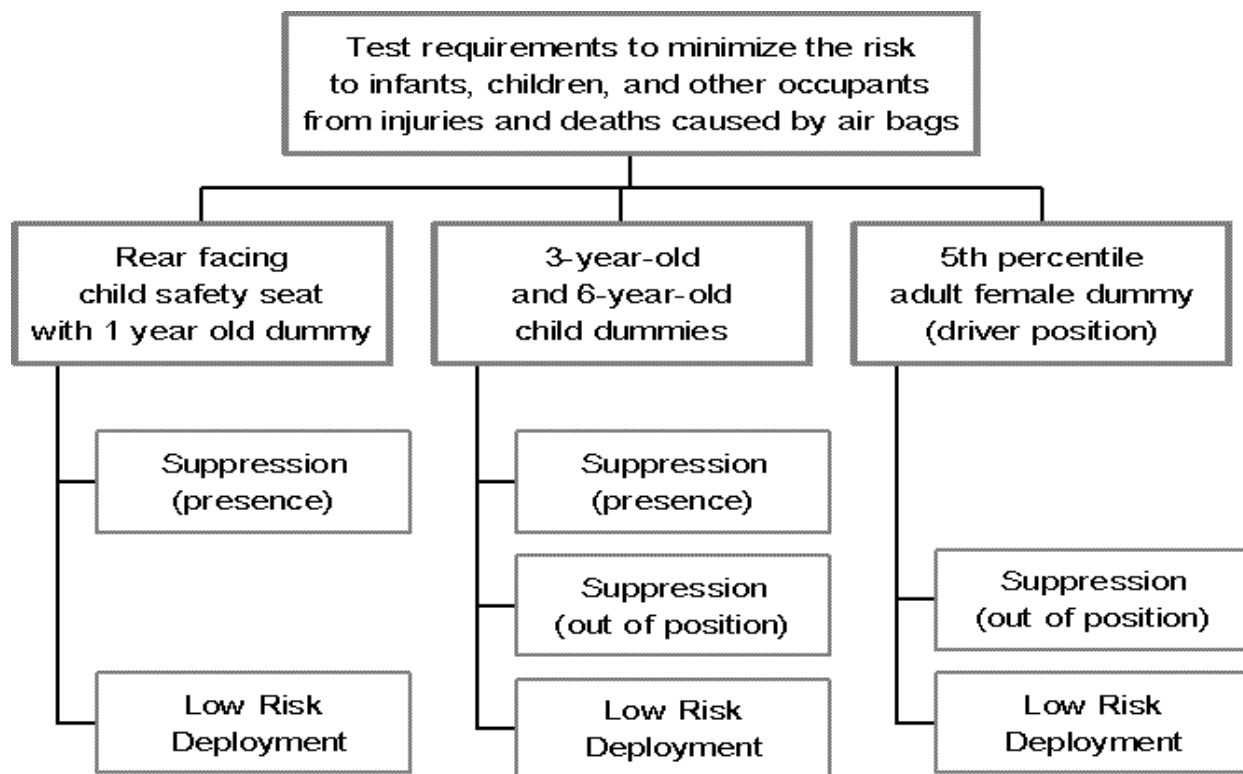 Test requirements to minimize the risk
to infants, children, and other occupants
from injuries and deaths caused by air bags
Rear facing
child safety seat
with 1 year old dummy
3-year-old
and 6-year-old
child dummies
5th percentile
adult female dummy
(driver position)
Suppression
(presence)
Low Risk
Deployment
Suppression
(presence)
Suppression
(out of position)
Low Risk
Deployment
Suppression
(out of position)
Low Risk
Deployment